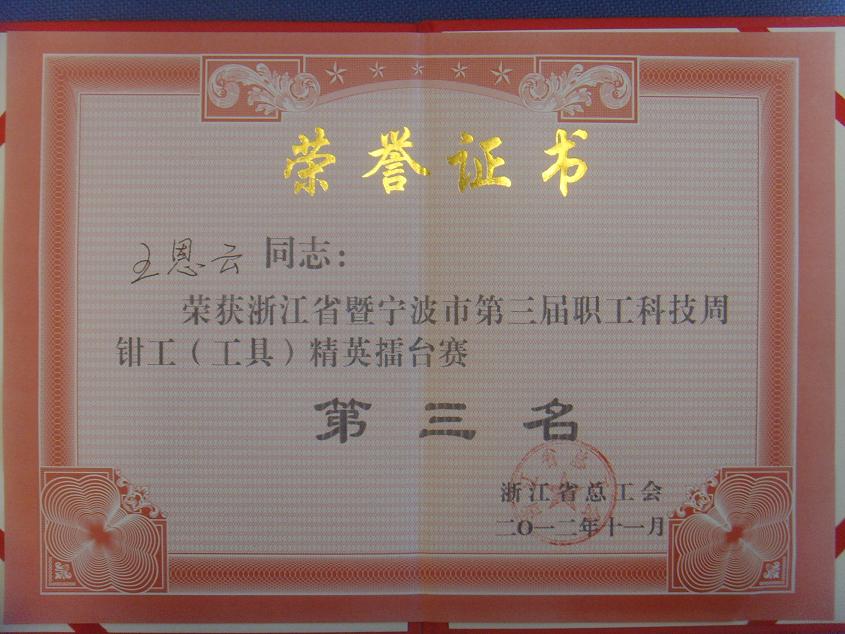 荣誉证书
王恩云 同志：
荣获浙江省暨宁波市第三届职工科技周
钳工（工具）精英擂台赛
第三名
浙江省总工会
二〇一二年十一月